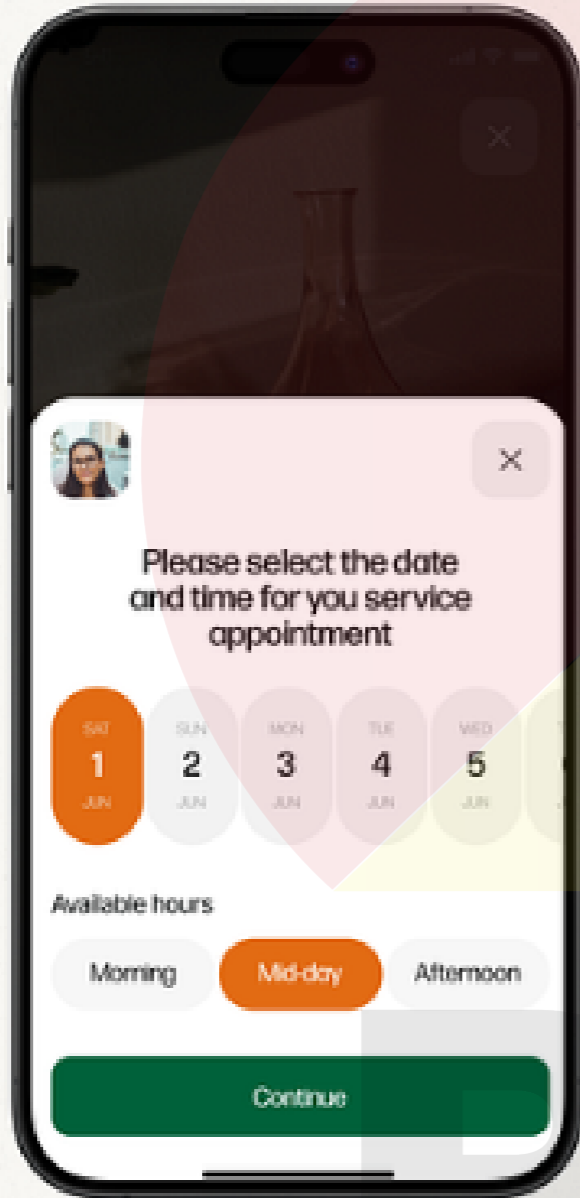 Please select the date
and time for you service
appointment
SAT SUN MON TUE WED
1 2 3 4 5
JUN JUN JUN JUN JUN
Available hours
Morning Mid-day Afternoon
Continue